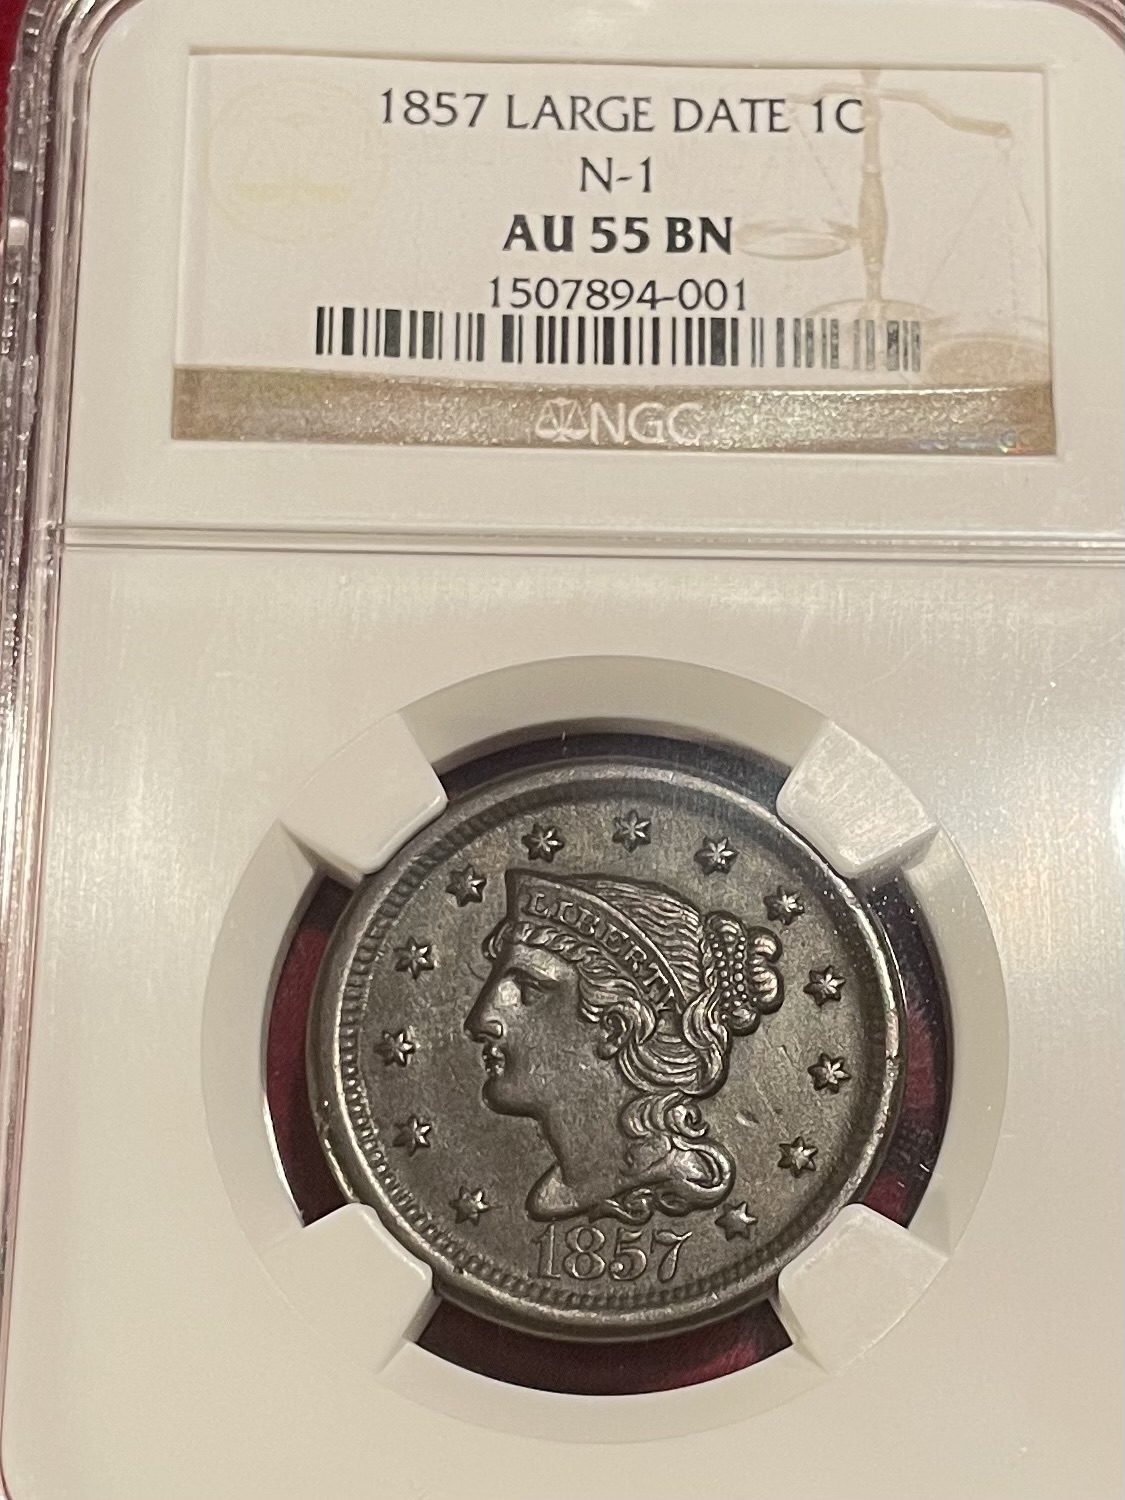 1857 LARGE DATE 1C
N-1
AU 55 BN
1507894-001
NGC
LIBERTY
1857